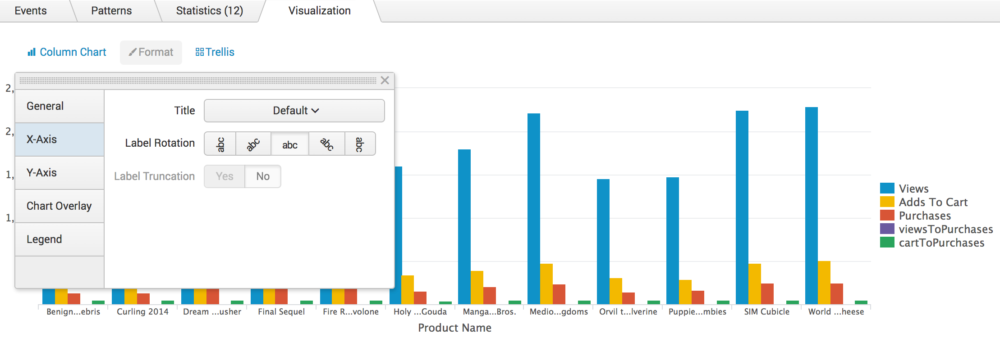 Events Patterns Statistics (12) Visualization
Column Chart Format Trellis
General
X-Axis
Y-Axis
Chart Overlay
Legend
Title Default
Label Rotation abc abc abc abc abc
Label Truncation Yes No
2,
2,
1,
1,
Views
Adds To Cart
Purchases
viewsToPurchases
cartToPurchases
Benign...ebris Curling 2014 Dream ...usher Final Sequel Fire R...volone Holy ...Gouda Manga...Bros. Medio...gdoms Orvil t...lverine Puppie...mbies SIM Cubicle World ...heese
Product Name